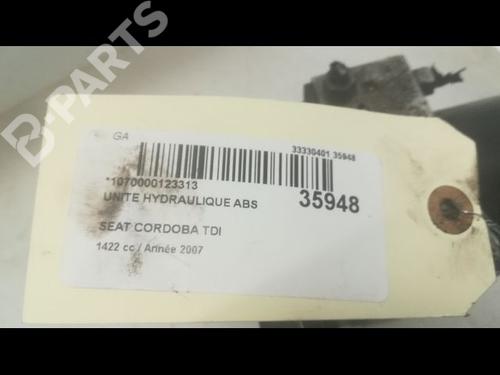 B-PARTS
GA
33330401 35948
*1070000123313
UNITE HYDRAULIQUE ABS
35948
SEAT CORDOBA TDI
1422 cc / Année 2007